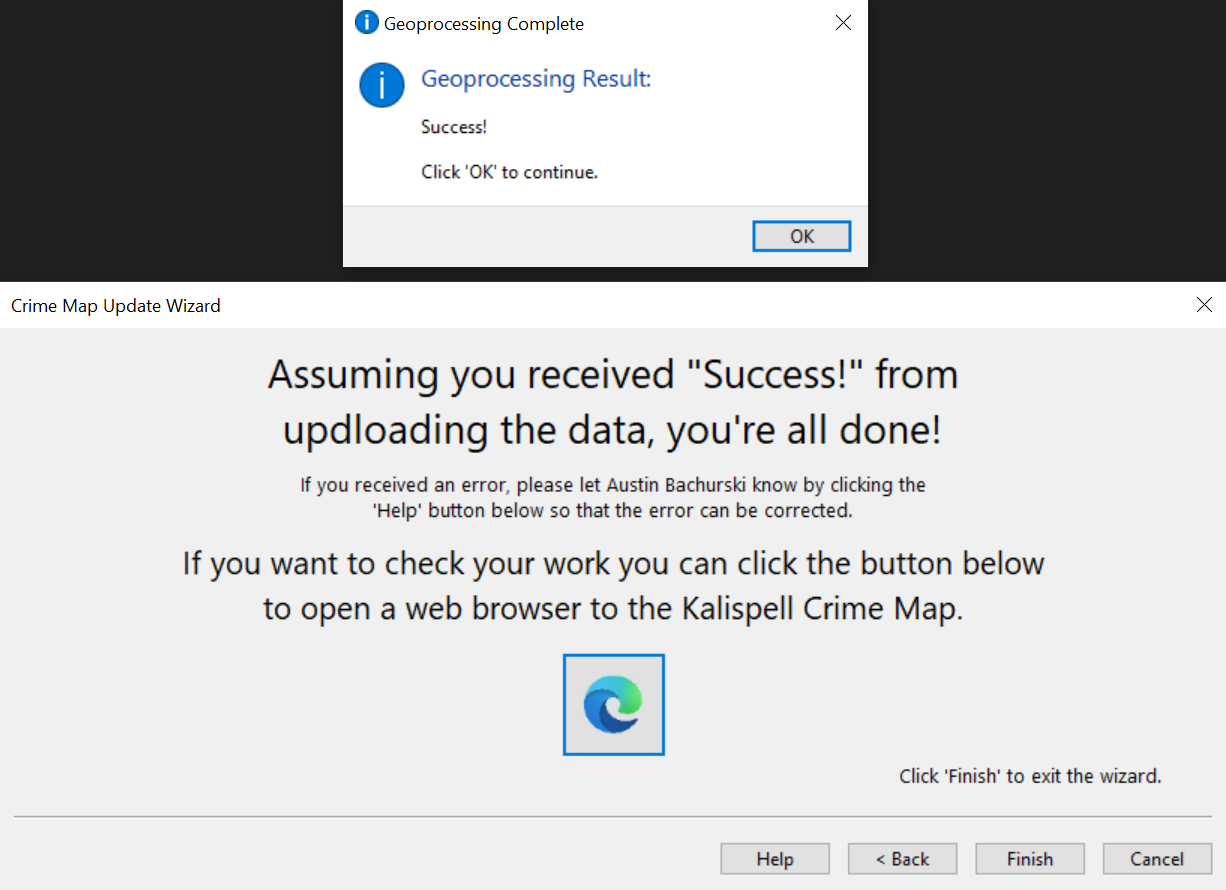 Geoprocessing Complete
Geoprocessing Result:
Success!
Click 'OK' to continue.
OK
Crime Map Update Wizard
Assuming you received "Success!" from
updloading the data, you're all done!
If you received an error, please let Austin Bachurski know by clicking the
'Help' button below so that the error can be corrected.
If you want to check your work you can click the button below
to open a web browser to the Kalispell Crime Map.
Click 'Finish' to exit the wizard.
Help
< Back
Finish
Cancel